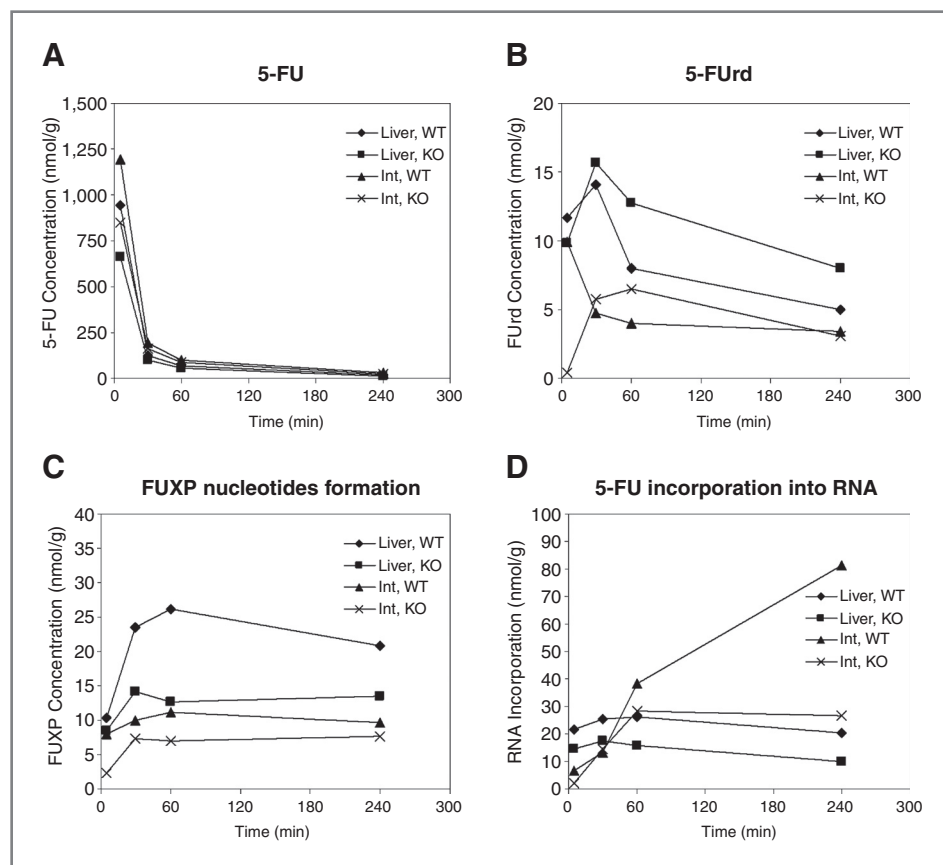 A
5-FU
5-FU Concentration (nmol/g)
1,500
1,250
1,000
750
500
250
0
0 60 120 180 240 300
Time (min)
Liver, WT
Liver, KO
Int, WT
Int, KO
B
5-FUrd
FUrd Concentration (nmol/g)
20
15
10
5
0
0 60 120 180 240 300
Time (min)
Liver, WT
Liver, KO
Int, WT
Int, KO
C
FUXP nucleotides formation
FUXP Concentration (nmol/g)
40
35
30
25
20
15
10
5
0
0 60 120 180 240 300
Time (min)
Liver, WT
Liver, KO
Int, WT
Int, KO
D
5-FU incorporation into RNA
RNA Incorporation (nmol/g)
100
90
80
70
60
50
40
30
20
10
0
0 60 120 180 240 300
Time (min)
Liver, WT
Liver, KO
Int, WT
Int, KO